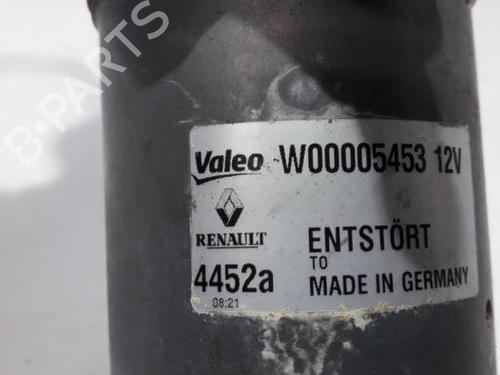 B-PARTS
Valeo W00005453 12V
RENAULT ENTSTÖRT
TO
4452a MADE IN GERMANY
08:21